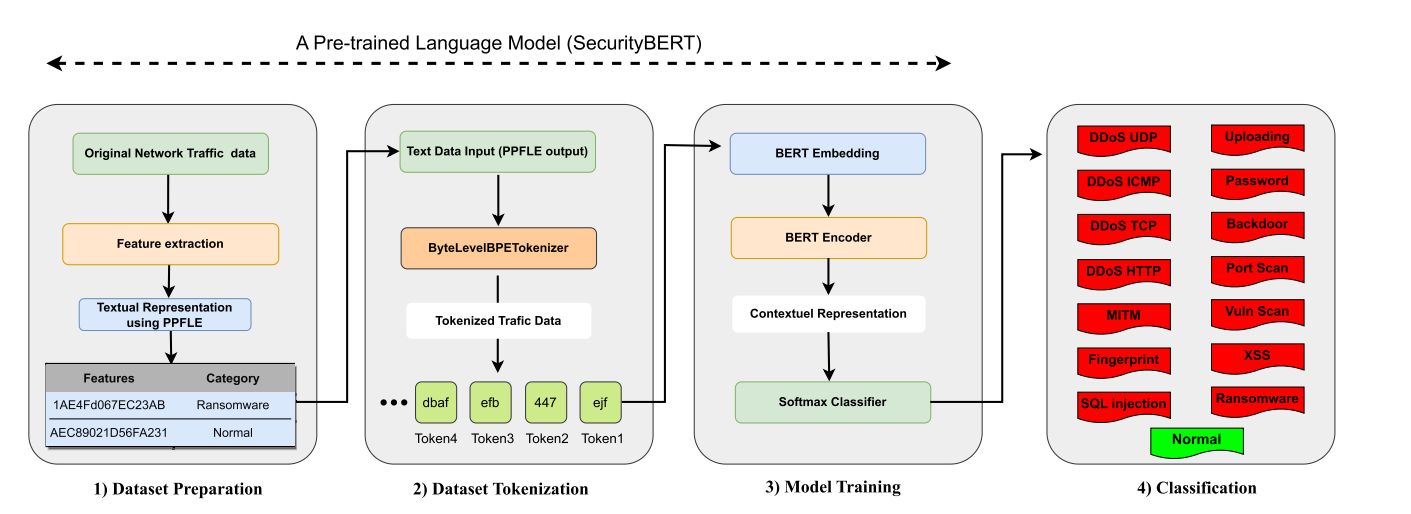 A Pre-trained Language Model (SecurityBERT)
Original Network Traffic data
Feature extraction
Textual Representation
using PPFLE
Features Category
1AE4Fd067EC23AB Ransomware
AEC89021D56FA231 Normal
1) Dataset Preparation
Text Data Input (PPFLE output)
ByteLevelBPETokenizer
Tokenized Trafic Data
dbaf efb 447 ejf
Token4 Token3 Token2 Token1
2) Dataset Tokenization
BERT Embedding
BERT Encoder
Contextuel Representation
Softmax Classifier
3) Model Training
DDoS UDP Uploading
DDoS ICMP Password
DDoS TCP Backdoor
DDoS HTTP Port Scan
MITM Vuln Scan
Fingerprint XSS
SQL injection Ransomware
Normal
4) Classification